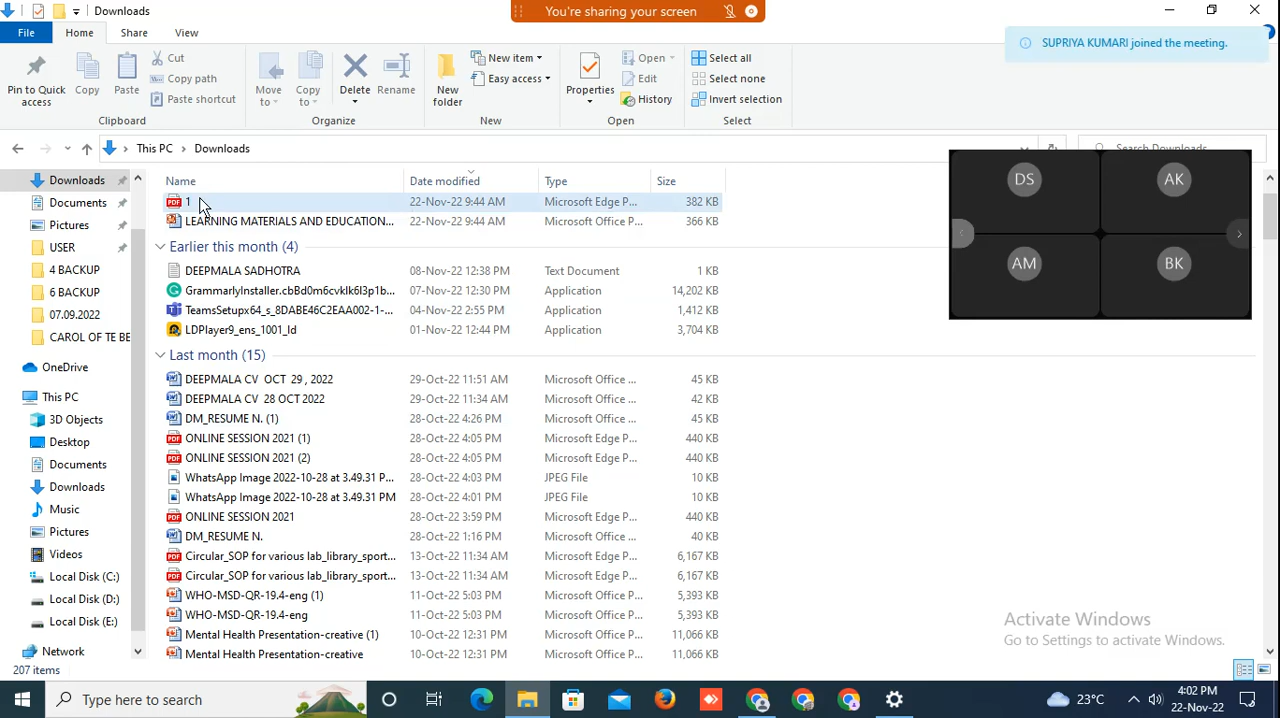 Downloads
You're sharing your screen
File Home Share View
SUPRIYA KUMARI joined the meeting.
Pin to Quick access
Copy
Paste
Cut
Copy path
Paste shortcut
Clipboard
Move to
Copy to
Delete
Rename
Organize
New folder
New item
Easy access
New
Properties
Open
Edit
History
Open
Select all
Select none
Invert selection
Select
This PC > Downloads
Search Downloads
Name Date modified Type Size
1 22-Nov-22 9:44 AM Microsoft Edge P... 382 KB
LEARNING MATERIALS AND EDUCATION... 22-Nov-22 9:44 AM Microsoft Office P... 366 KB
Earlier this month (4)
DEEPMALA SADHOTRA 08-Nov-22 12:38 PM Text Document 1 KB
GrammarlyInstaller.cbBd0m6cvklk6l3p1b... 07-Nov-22 12:30 PM Application 14,202 KB
TeamsSetupx64_s_8DABE46C2EAA002-1-... 04-Nov-22 2:55 PM Application 1,412 KB
LDPlayer9_ens_1001_ld 01-Nov-22 12:44 PM Application 3,704 KB
Last month (15)
DEEPMALA CV OCT 29 , 2022 29-Oct-22 11:51 AM Microsoft Office ... 45 KB
DEEPMALA CV 28 OCT 2022 29-Oct-22 11:34 AM Microsoft Office ... 42 KB
DM_RESUME N. (1) 28-Oct-22 4:26 PM Microsoft Office ... 45 KB
ONLINE SESSION 2021 (1) 28-Oct-22 4:05 PM Microsoft Edge P... 440 KB
ONLINE SESSION 2021 (2) 28-Oct-22 4:05 PM Microsoft Edge P... 440 KB
WhatsApp Image 2022-10-28 at 3.49.31 P... 28-Oct-22 4:03 PM JPEG File 10 KB
WhatsApp Image 2022-10-28 at 3.49.31 PM 28-Oct-22 4:01 PM JPEG File 10 KB
ONLINE SESSION 2021 28-Oct-22 3:59 PM Microsoft Edge P... 440 KB
DM_RESUME N. 28-Oct-22 1:16 PM Microsoft Office ... 40 KB
Circular_SOP for various lab_library_sport... 13-Oct-22 11:34 AM Microsoft Edge P... 6,167 KB
Circular_SOP for various lab_library_sport... 13-Oct-22 11:34 AM Microsoft Edge P... 6,167 KB
WHO-MSD-QR-19.4-eng (1) 11-Oct-22 5:03 PM Microsoft Office P... 5,393 KB
WHO-MSD-QR-19.4-eng 11-Oct-22 5:03 PM Microsoft Office P... 5,393 KB
Mental Health Presentation-creative (1) 10-Oct-22 12:31 PM Microsoft Office P... 11,066 KB
Mental Health Presentation-creative 10-Oct-22 12:31 PM Microsoft Office P... 11,066 KB
Downloads
Documents
Pictures
USER
4 BACKUP
6 BACKUP
07.09.2022
CAROL OF TE BE
OneDrive
This PC
3D Objects
Desktop
Documents
Downloads
Music
Pictures
Videos
Local Disk (C:)
Local Disk (D:)
Local Disk (E:)
Network
DS AK
AM BK
Activate Windows
Go to Settings to activate Windows.
207 items
Type here to search
23°C
4:02 PM
22-Nov-22